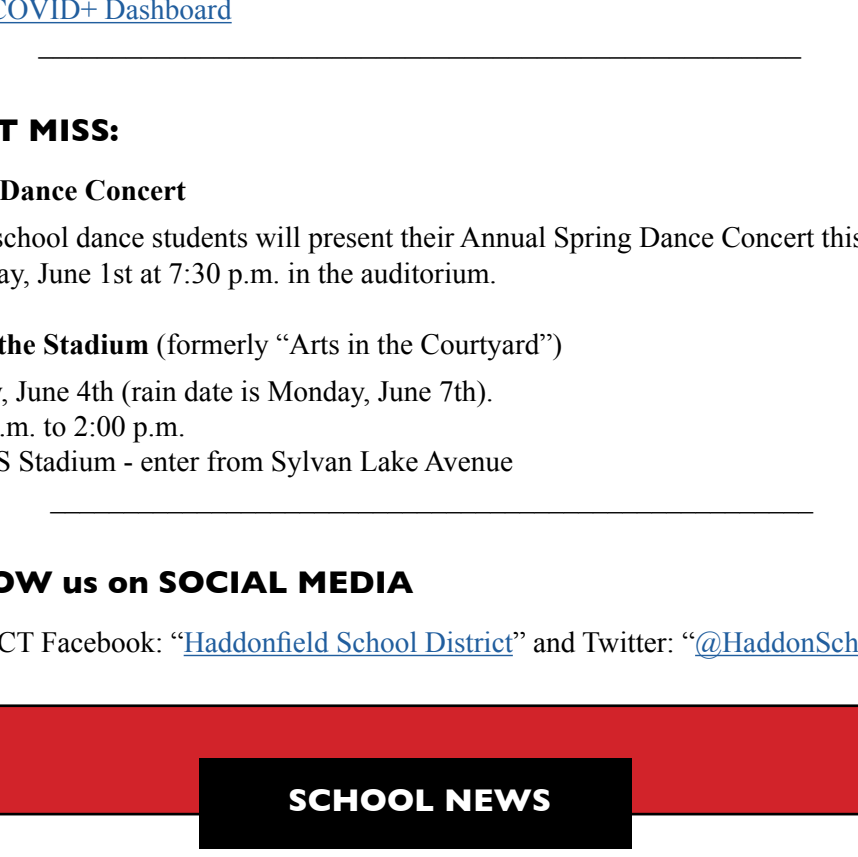 COVID+ Dashboard
T MISS:
Dance Concert
school dance students will present their Annual Spring Dance Concert this
ay, June 1st at 7:30 p.m. in the auditorium.
the Stadium (formerly “Arts in the Courtyard”)
, June 4th (rain date is Monday, June 7th).
.m. to 2:00 p.m.
S Stadium - enter from Sylvan Lake Avenue
OW us on SOCIAL MEDIA
CT Facebook: “Haddonfield School District” and Twitter: “@HaddonSch
SCHOOL NEWS